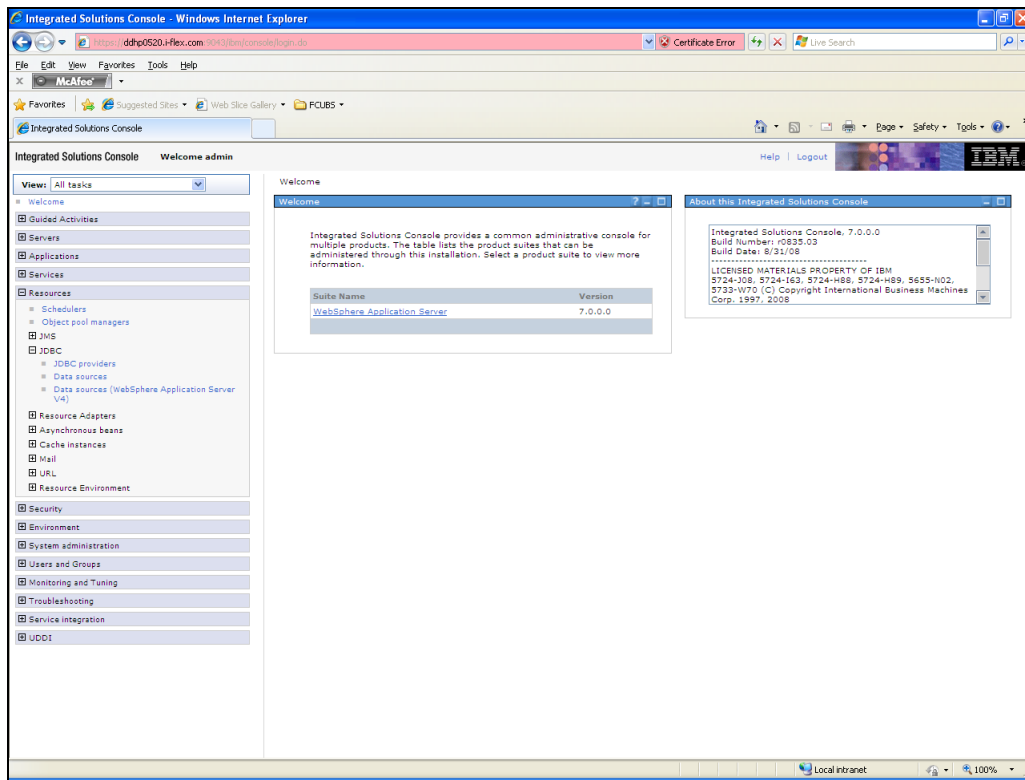 Integrated Solutions Console - Windows Internet Explorer
https://ddhp0520.i-flex.com:9043/ibm/console/login.do
Certificate Error
Live Search
File Edit View Favorites Tools Help
McAfee
Favorites Suggested Sites Web Slice Gallery FCUBS
Integrated Solutions Console
Page Safety Tools
Integrated Solutions Console Welcome admin
Help Logout
IBM
View: All tasks
Welcome
Guided Activities
Servers
Applications
Services
Resources
Schedulers
Object pool managers
JMS
JDBC
JDBC providers
Data sources
Data sources (WebSphere Application Server
V4)
Resource Adapters
Asynchronous beans
Cache instances
Mail
URL
Resource Environment
Security
Environment
System administration
Users and Groups
Monitoring and Tuning
Troubleshooting
Service integration
UDDI
Welcome
Welcome
Integrated Solutions Console provides a common administrative console for
multiple products. The table lists the product suites that can be
administered through this installation. Select a product suite to view more
information.
Suite Name Version
WebSphere Application Server 7.0.0.0
About this Integrated Solutions Console
Integrated Solutions Console, 7.0.0.0
Build Number: r0835.03
Build Date: 8/31/08
----------------------------------
LICENSED MATERIALS PROPERTY OF IBM
5724-J08, 5724-I63, 5724-H88, 5724-H89, 5655-N02,
5733-W70 (C) Copyright International Business Machines
Corp. 1997, 2008
Local intranet
100%